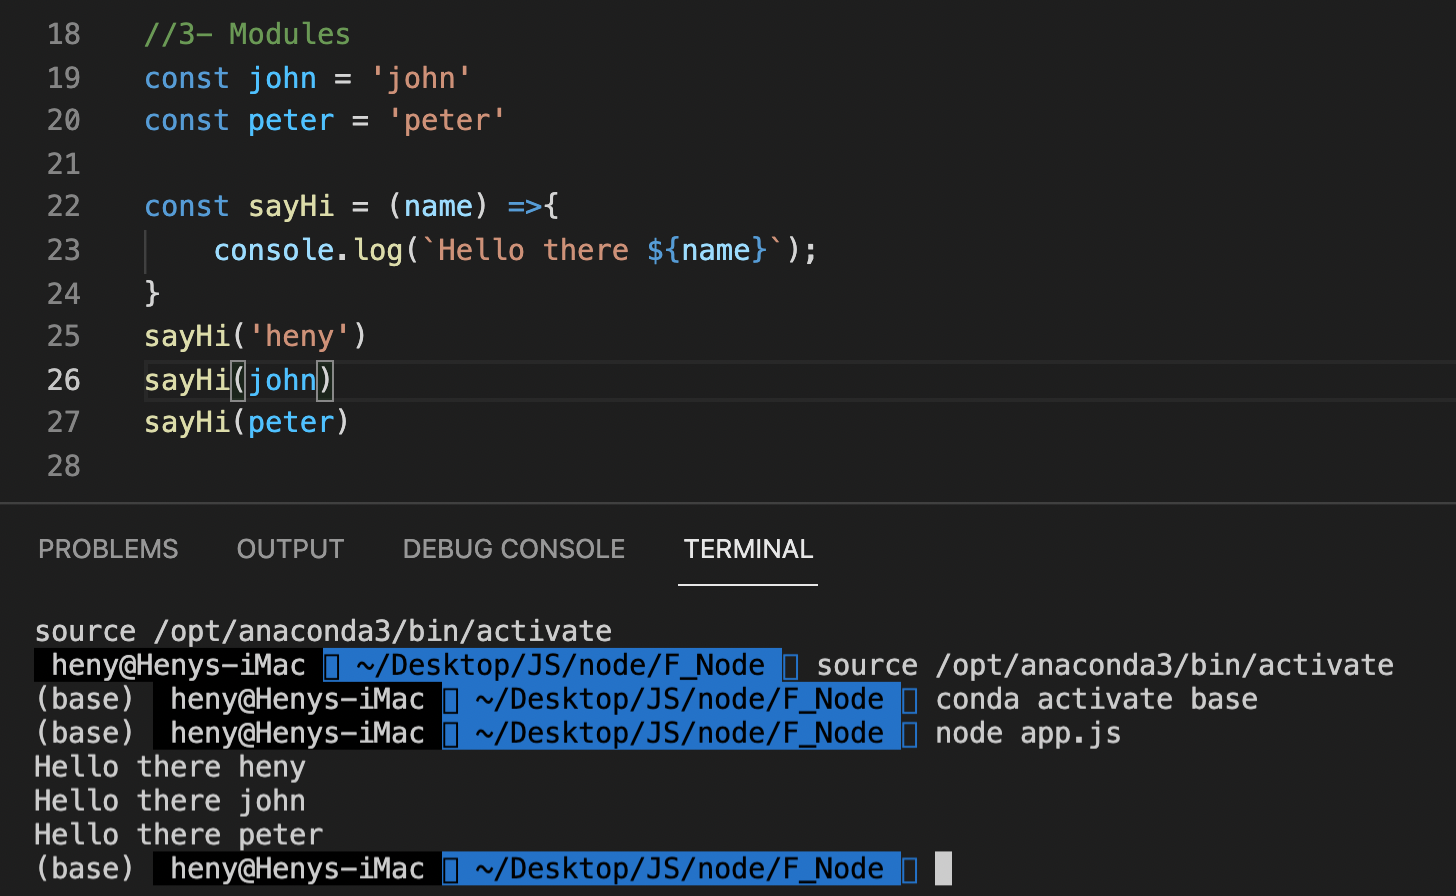 18 //3- Modules
19 const john = 'john'
20 const peter = 'peter'
21
22 const sayHi = (name) =>{
23 console.log(`Hello there ${name}`);
24 }
25 sayHi('heny')
26 sayHi(john)
27 sayHi(peter)
28
PROBLEMS OUTPUT DEBUG CONSOLE TERMINAL
source /opt/anaconda3/bin/activate
heny@Henys-iMac ~/Desktop/JS/node/F_Node source /opt/anaconda3/bin/activate
(base) heny@Henys-iMac ~/Desktop/JS/node/F_Node conda activate base
(base) heny@Henys-iMac ~/Desktop/JS/node/F_Node node app.js
Hello there heny
Hello there john
Hello there peter
(base) heny@Henys-iMac ~/Desktop/JS/node/F_Node